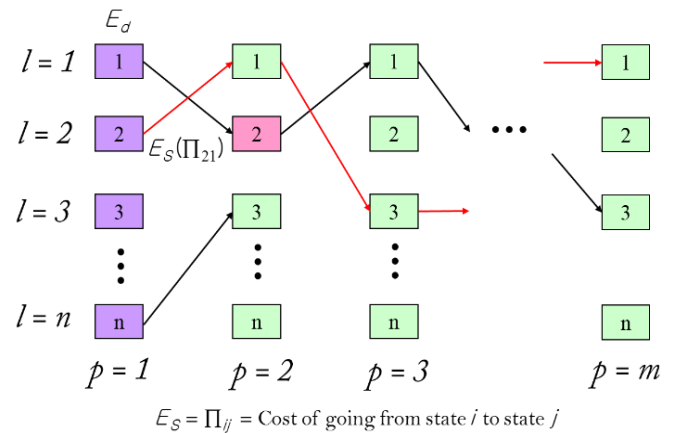 E_d
l = 1 1 1 1 1
l = 2 2 2 2 ... 2
E_S(Π_21)
l = 3 3 3 3 3
l = n n n n n
p = 1 p = 2 p = 3 p = m
E_S = Π_ij = Cost of going from state i to state j